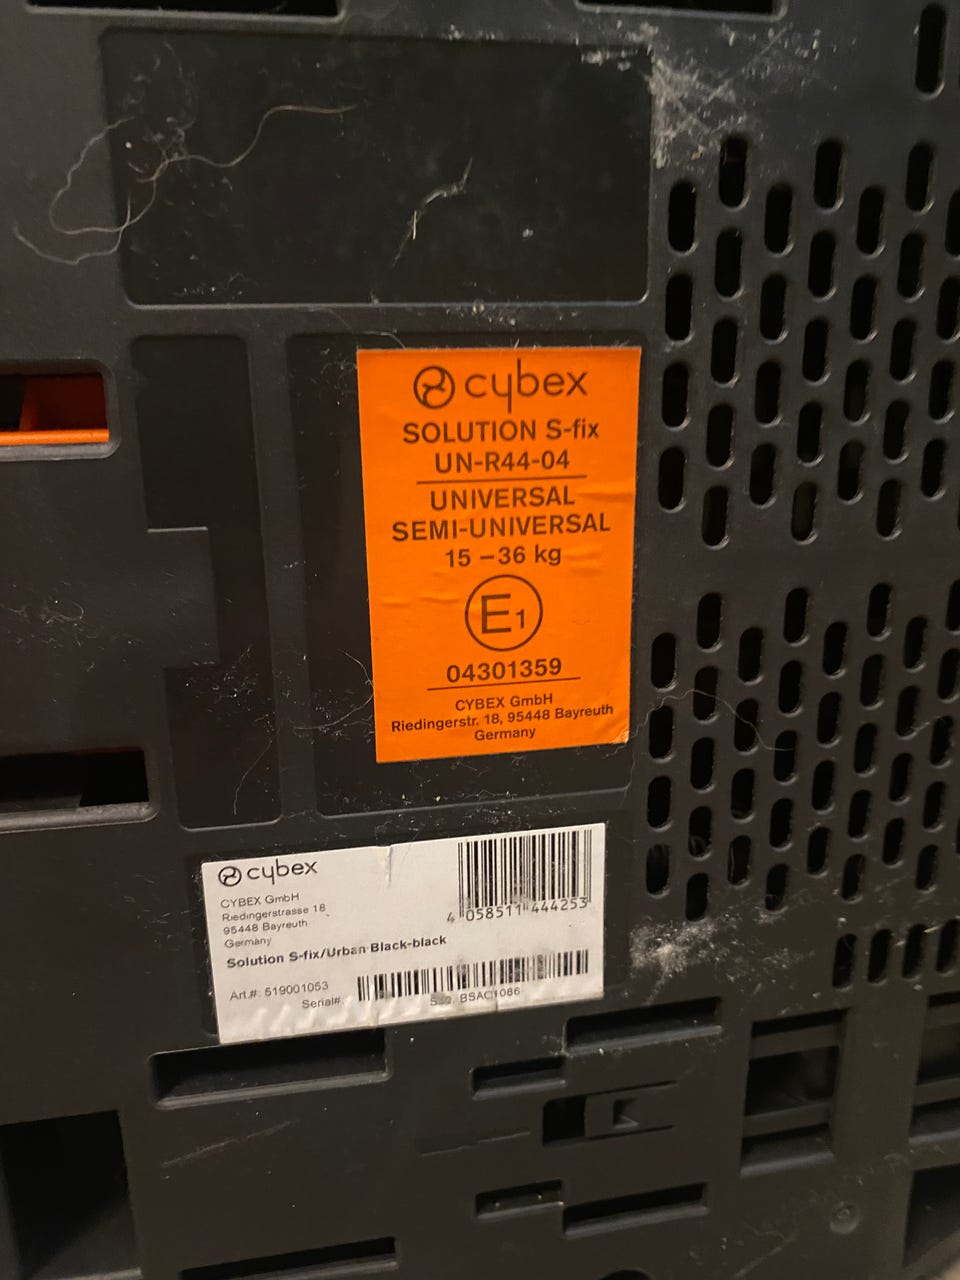 cybex
SOLUTION S-fix
UN-R44-04
UNIVERSAL
SEMI-UNIVERSAL
15 – 36 kg
E1
04301359
CYBEX GmbH
Riedingerstr. 18, 95448 Bayreuth
Germany
cybex
CYBEX GmbH
Riedingerstrasse 18
95448 Bayreuth
Germany
4 058511 444253
Solution S-fix/Urban Black-black
Art.#: 519001053
Serial#:
BSAC1086